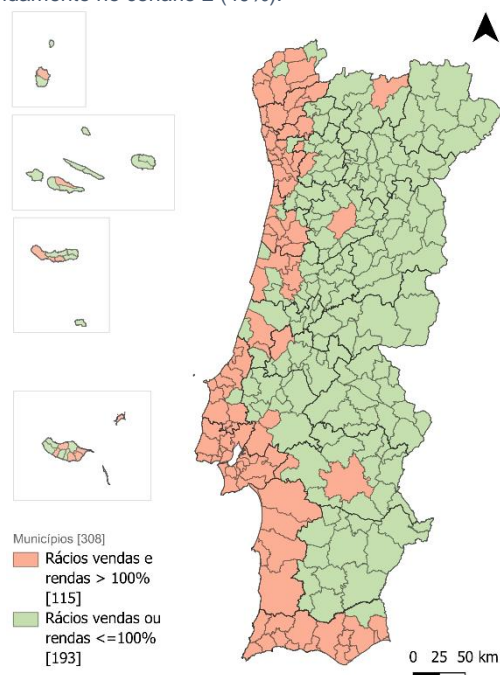 Municípios [308]
Rácios vendas e
rendas > 100%
[115]
Rácios vendas ou
rendas <=100%
[193]
0 25 50 km